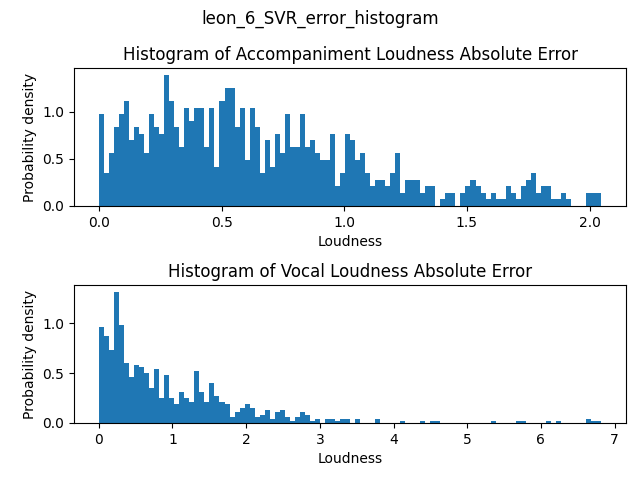 leon_6_SVR_error_histogram
Histogram of Accompaniment Loudness Absolute Error
Probability density
1.0
0.5
0.0
0.0 0.5 1.0 1.5 2.0
Loudness
Histogram of Vocal Loudness Absolute Error
Probability density
1.0
0.5
0.0
0 1 2 3 4 5 6 7
Loudness